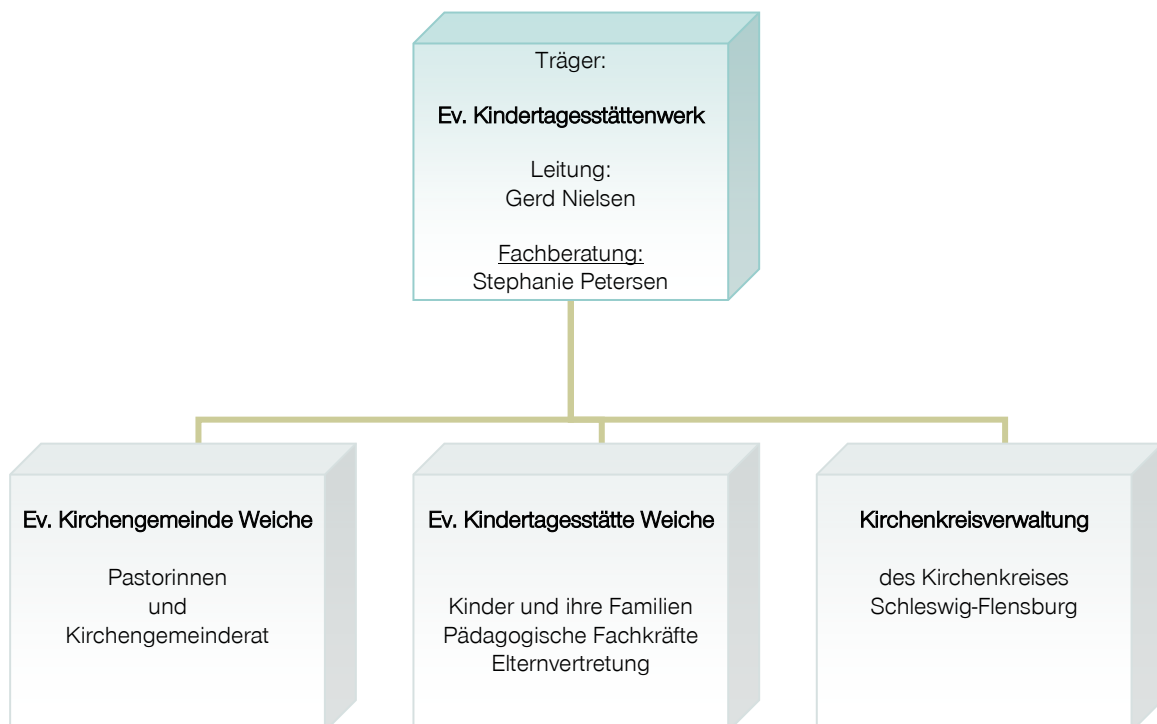 Träger:
Ev. Kindertagesstättenwerk
Leitung:
Gerd Nielsen
Fachberatung:
Stephanie Petersen
Ev. Kirchengemeinde Weiche
Pastorinnen
und
Kirchengemeinderat
Ev. Kindertagesstätte Weiche
Kinder und ihre Familien
Pädagogische Fachkräfte
Elternvertretung
Kirchenkreisverwaltung
des Kirchenkreises
Schleswig-Flensburg